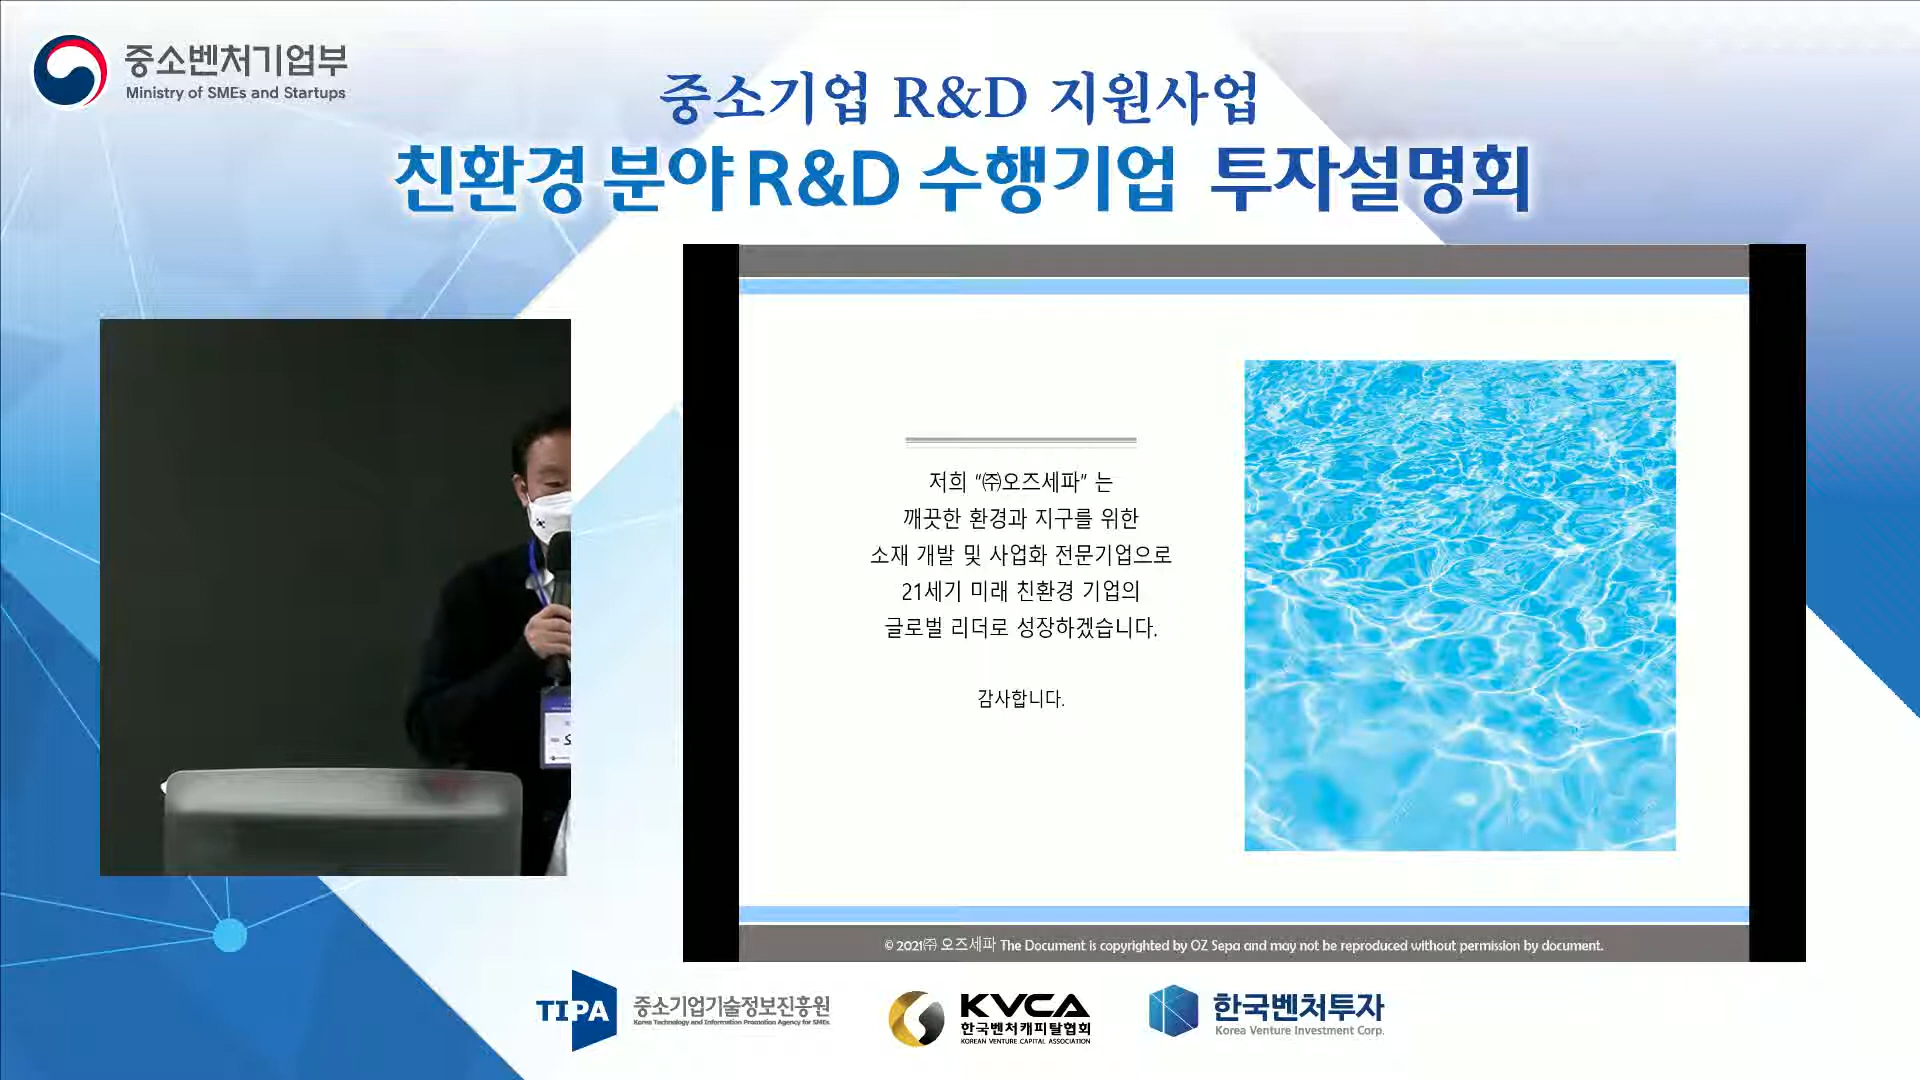 중소벤처기업부
Ministry of SMEs and Startups
중소기업 R&D 지원사업
친환경 분야 R&D 수행기업 투자설명회
저희 "㈜오즈세파" 는
깨끗한 환경과 지구를 위한
소재 개발 및 사업화 전문기업으로
21세기 미래 친환경 기업의
글로벌 리더로 성장하겠습니다.
감사합니다.
© 2021㈜ 오즈세파 The Document is copyrighted by OZ Sepa and may not be reproduced without permission by document.
TIPA
중소기업기술정보진흥원
Korea Technology and Information Promotion Agency for SMEs
KVCA
한국벤처캐피탈협회
KOREAN VENTURE CAPITAL ASSOCIATION
한국벤처투자
Korea Venture Investment Corp.